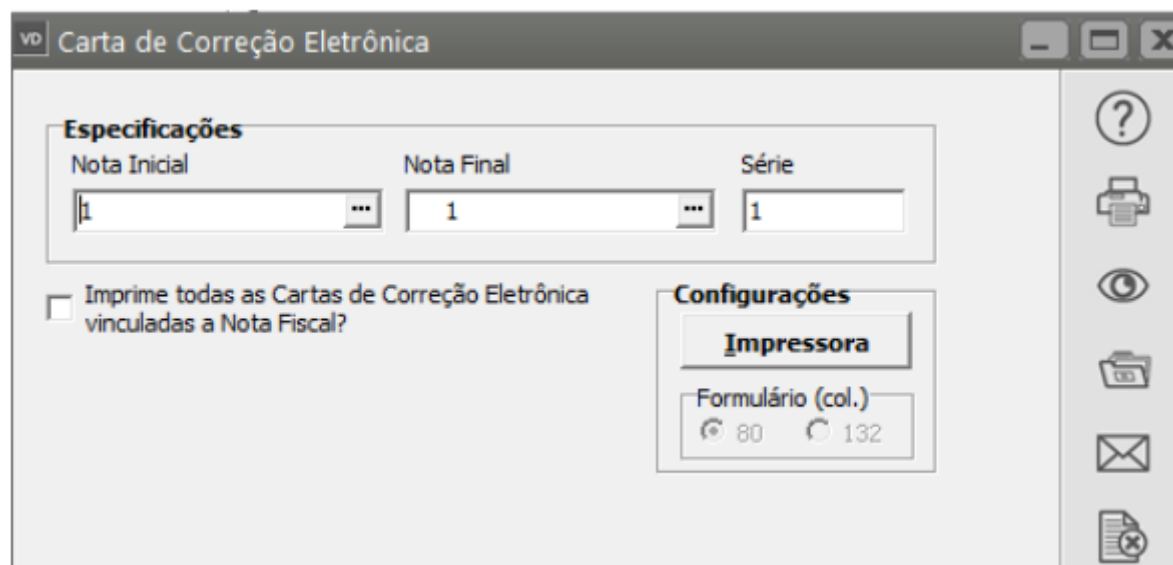 VD Carta de Correção Eletrônica
Especificações
Nota Inicial Nota Final Série
1 ... 1 ... 1
Imprime todas as Cartas de Correção Eletrônica
vinculadas a Nota Fiscal?
Configurações
Impressora
Formulário (col.)
80 132